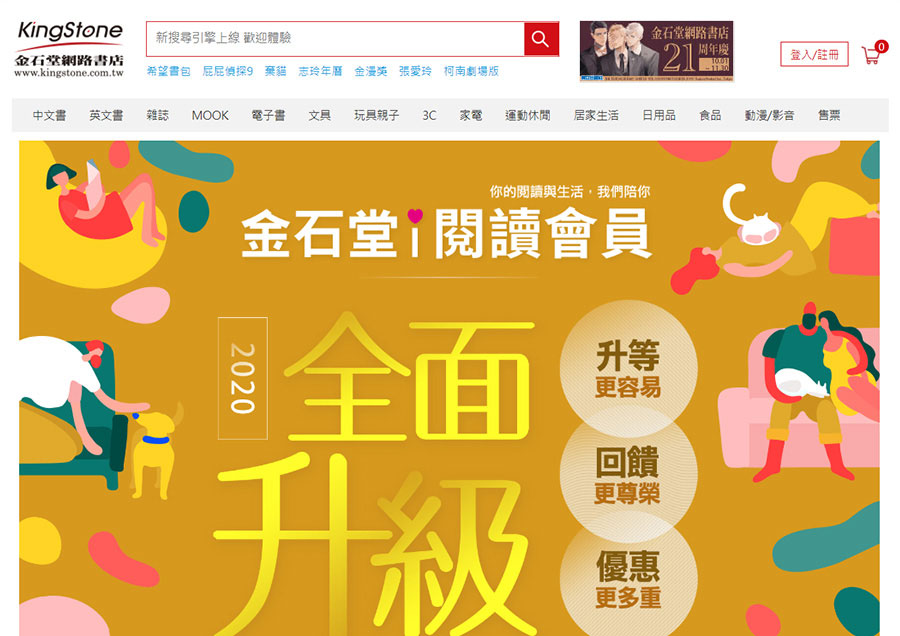 KingStone
金石堂網路書店
www.kingstone.com.tw
新搜尋引擎上線 歡迎體驗
希望書包 屁屁偵探9 葉貓 志玲年曆 金漫獎 張愛玲 柯南劇場版
金石堂網路書店
21 周年慶
10.01
11.30
登入/註冊
0
中文書 英文書 雜誌 MOOK 電子書 文具 玩具親子 3C 家電 運動休閒 居家生活 日用品 食品 動漫/影音 售票
你的閱讀與生活，我們陪你
金石堂i閱讀會員
2020
全面
升級
升等
更容易
回饋
更尊榮
優惠
更多重